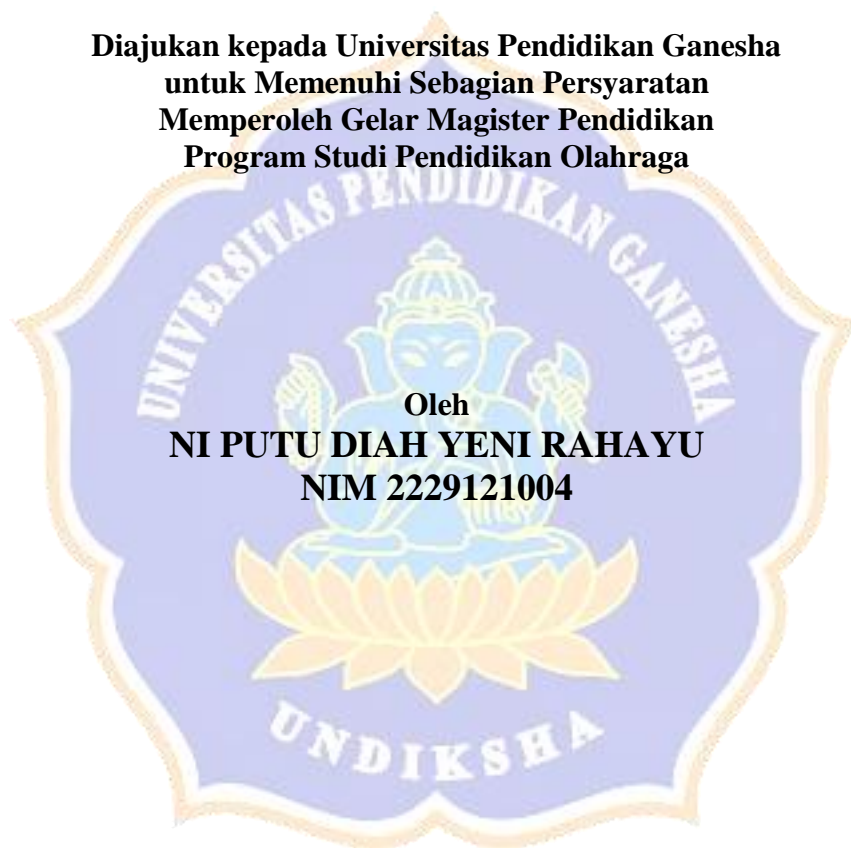 Diajukan kepada Universitas Pendidikan Ganesha
untuk Memenuhi Sebagian Persyaratan
Memperoleh Gelar Magister Pendidikan
Program Studi Pendidikan Olahraga
UNIVERSITAS PENDIDIKAN GANESHA
Oleh
NI PUTU DIAH YENI RAHAYU
NIM 2229121004
UNDIKSHA